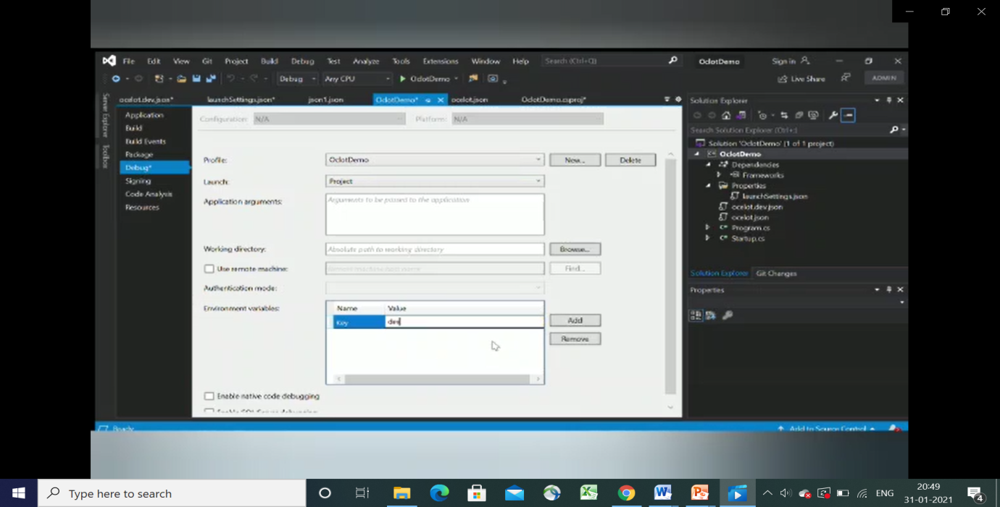 File Edit View Git Project Build Debug Test Analyze Tools Extensions Window Help Search (Ctrl+Q) OclotDemo Sign in
Debug Any CPU OclotDemo Live Share ADMIN
ocelot.dev.json* launchSettings.json* json1.json OclotDemo* ocelot.json OclotDemo.csproj* Solution Explorer
Server Explorer
Toolbox
Application
Build
Build Events
Package
Debug*
Signing
Code Analysis
Resources
Configuration: N/A Platform: N/A
Profile: OclotDemo New... Delete
Launch: Project
Application arguments: Arguments to be passed to the application
Working directory: Absolute path to working directory Browse...
Use remote machine: Remote machine host name Find...
Authentication mode:
Environment variables: Name Value
Key dev Add
Remove
Enable native code debugging
Search Solution Explorer (Ctrl+;)
Solution 'OclotDemo' (1 of 1 project)
OclotDemo
Dependencies
Frameworks
Properties
launchSettings.json
ocelot.dev.json
ocelot.json
Program.cs
Startup.cs
Solution Explorer Git Changes
Properties
Ready Add to Source Control
Type here to search
ENG
20:49
31-01-2021
4